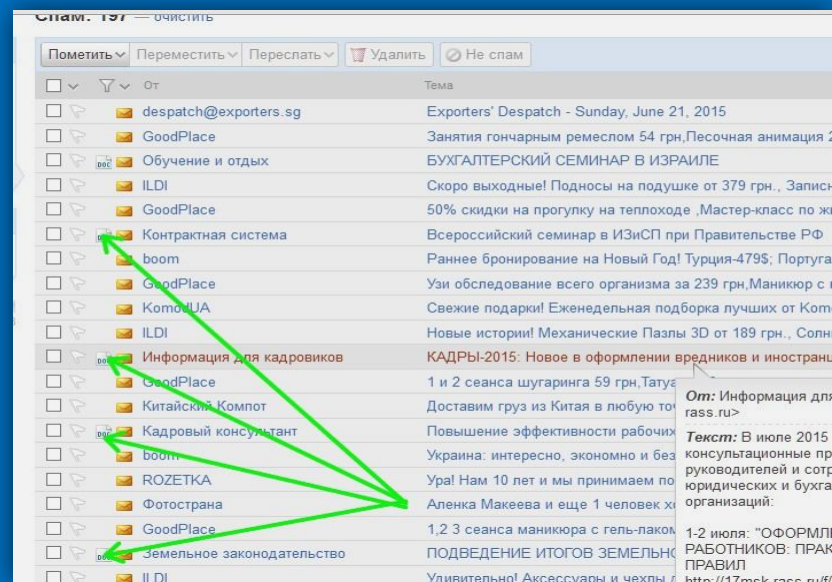 Спам: 197 — очистить
Пометить Переместить Переслать Удалить Не спам
От Тема
despatch@exporters.sg Exporters' Despatch - Sunday, June 21, 2015
GoodPlace Занятия гончарным ремеслом 54 грн,Песочная анимация 2
DOC Обучение и отдых БУХГАЛТЕРСКИЙ СЕМИНАР В ИЗРАИЛЕ
ILDI Скоро выходные! Подносы на подушке от 379 грн., Записн
GoodPlace 50% скидки на прогулку на теплоходе ,Мастер-класс по
Контрактная система Всероссийский семинар в ИЗиСП при Правительстве РФ
boom Раннее бронирование на Новый Год! Турция-479$; Португа
GoodPlace Узи обследование всего организма за 239 грн,Маникюр с
KomodUA Свежие подарки! Еженедельная подборка лучших от
ILDI Новые истории! Механические Пазлы 3D от 189 грн., Солн
DOC Информация для кадровиков КАДРЫ-2015: Новое в оформлении вредников и иностранц
GoodPlace 1 и 2 сеанса шугаринга 59 грн,Татуа
Китайский Компот Доставим груз из Китая в любую то
DOC Кадровый консультант Повышение эффективности рабочих
boom Украина: интересно, экономно и без
ROZETKA Ура! Нам 10 лет и мы принимаем по
Фотострана Аленка Макеева и еще 1 человек х
GoodPlace 1,2 3 сеанса маникюра с гель-лаком
Земельное законодательство ПОДВЕДЕНИЕ ИТОГОВ ЗЕМЕЛЬНО
ILDI Удивительно! Аксессуары и чехлы
От: Информация для
rass.ru>
Текст: В июле 2015
консультационные пр
руководителей и сотр
юридических и бухга
организаций:
1-2 июля: "ОФОРМЛЕ
РАБОТНИКОВ: ПРАК
ПРАВИЛ